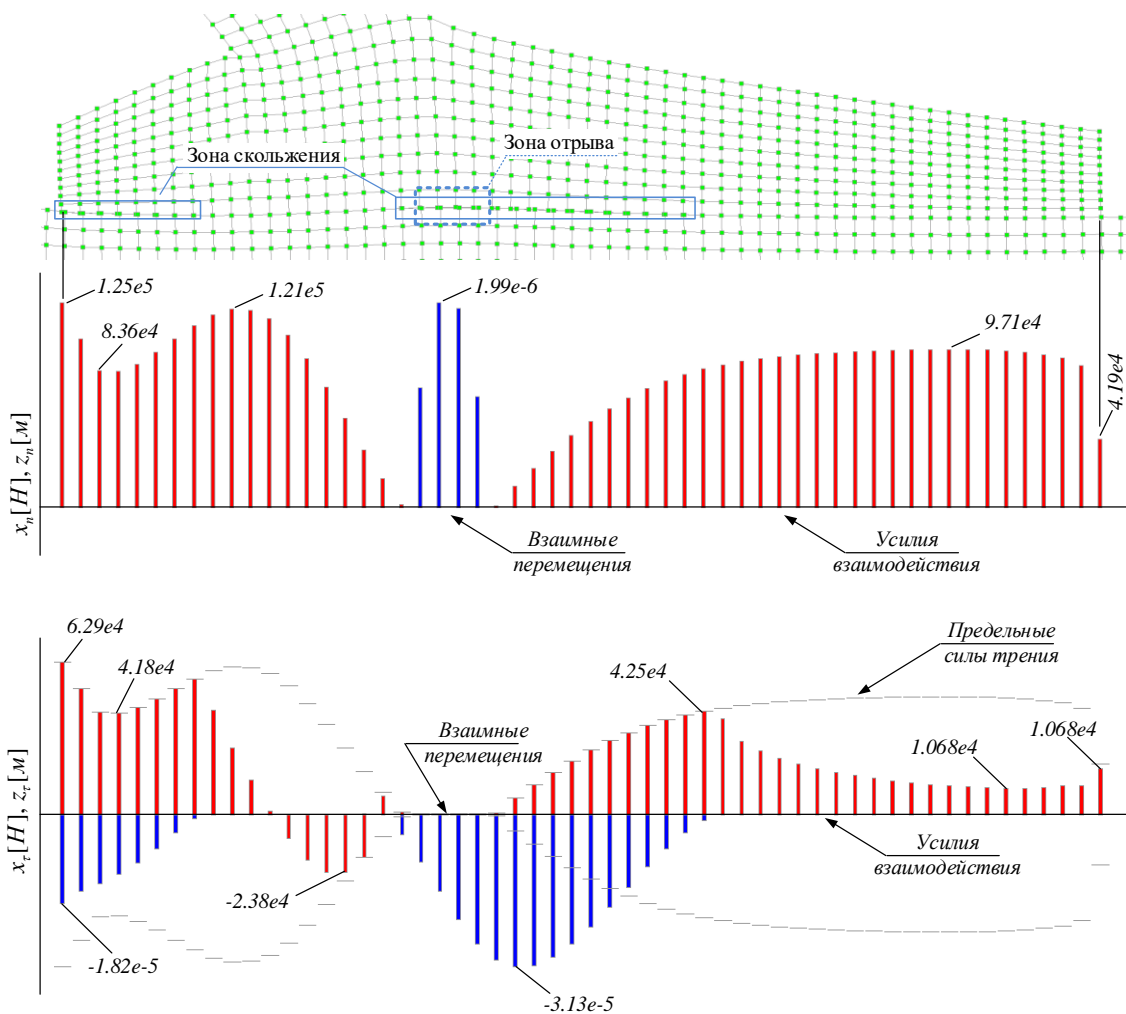 Зона отрыва
Зона скольжения
1.25e5
1.21e5
1.99e-6
8.36e4
9.71e4
4.19e4
xₙ[H], zₙ[м]
Взаимные
перемещения
Усилия
взаимодействия
6.29e4
4.18e4
Предельные
силы трения
4.25e4
Взаимные
перемещения
1.068e4
1.068e4
x_τ[H], z_τ[м]
Усилия
взаимодействия
-2.38e4
-1.82e-5
-3.13e-5